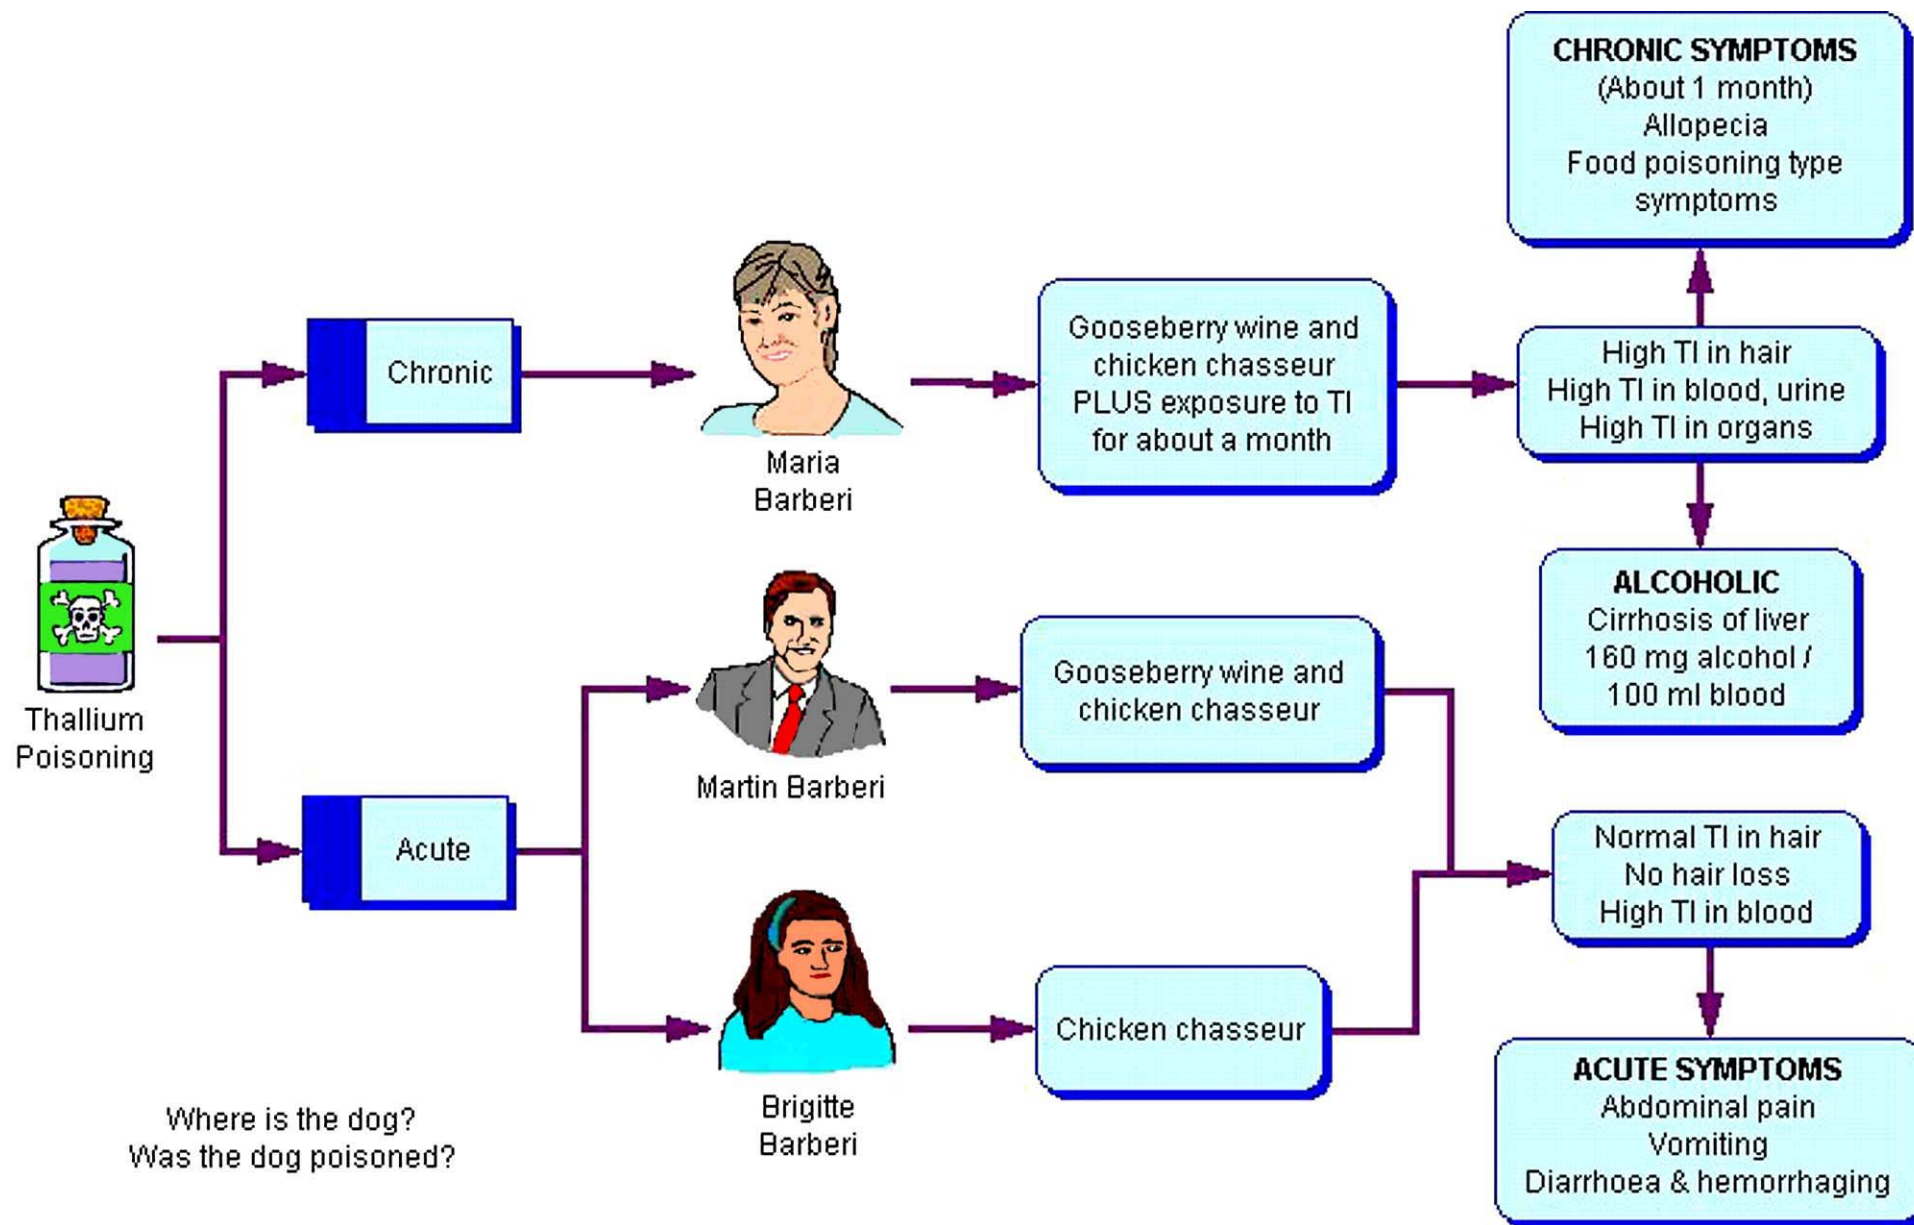 CHRONIC SYMPTOMS
(About 1 month)
Allopecia
Food poisoning type
symptoms
Chronic
Maria
Barberi
Gooseberry wine and
chicken chasseur
PLUS exposure to Tl
for about a month
High Tl in hair
High Tl in blood, urine
High Tl in organs
ALCOHOLIC
Cirrhosis of liver
160 mg alcohol /
100 ml blood
Thallium
Poisoning
Martin Barberi
Gooseberry wine and
chicken chasseur
Acute
Normal Tl in hair
No hair loss
High Tl in blood
Brigitte
Barberi
Chicken chasseur
ACUTE SYMPTOMS
Abdominal pain
Vomiting
Diarrhoea & hemorrhaging
Where is the dog?
Was the dog poisoned?